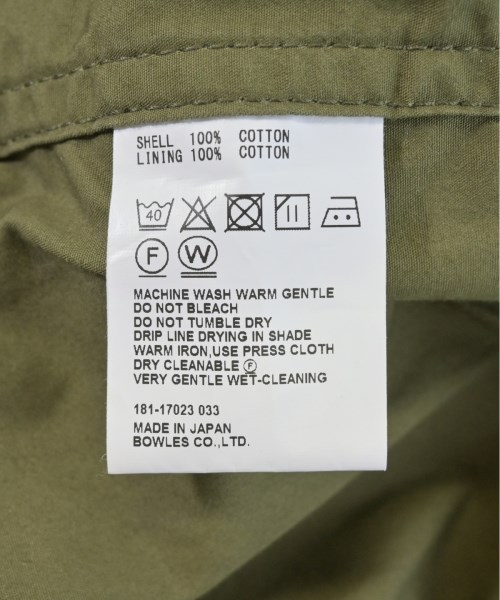 SHELL 100% COTTON
LINING 100% COTTON
40
F W
MACHINE WASH WARM GENTLE
DO NOT BLEACH
DO NOT TUMBLE DRY
DRIP LINE DRYING IN SHADE
WARM IRON,USE PRESS CLOTH
DRY CLEANABLE Ⓕ
VERY GENTLE WET-CLEANING
181-17023 033
MADE IN JAPAN
BOWLES CO.,LTD.